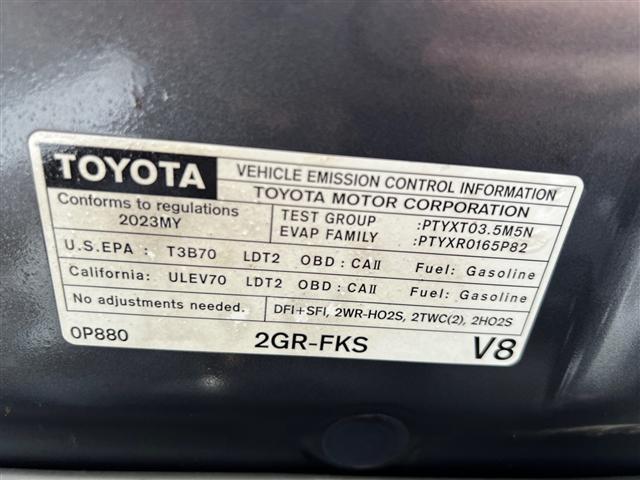 TOYOTA VEHICLE EMISSION CONTROL INFORMATION
TOYOTA MOTOR CORPORATION
Conforms to regulations
2023MY
TEST GROUP :PTYXT03.5M5N
EVAP FAMILY :PTYXR0165P82
U.S.EPA : T3B70 LDT2 OBD : CAII Fuel: Gasoline
California: ULEV70 LDT2 OBD : CAII Fuel: Gasoline
No adjustments needed. DFI+SFI, 2WR-HO2S, 2TWC(2), 2HO2S
0P880 2GR-FKS V8